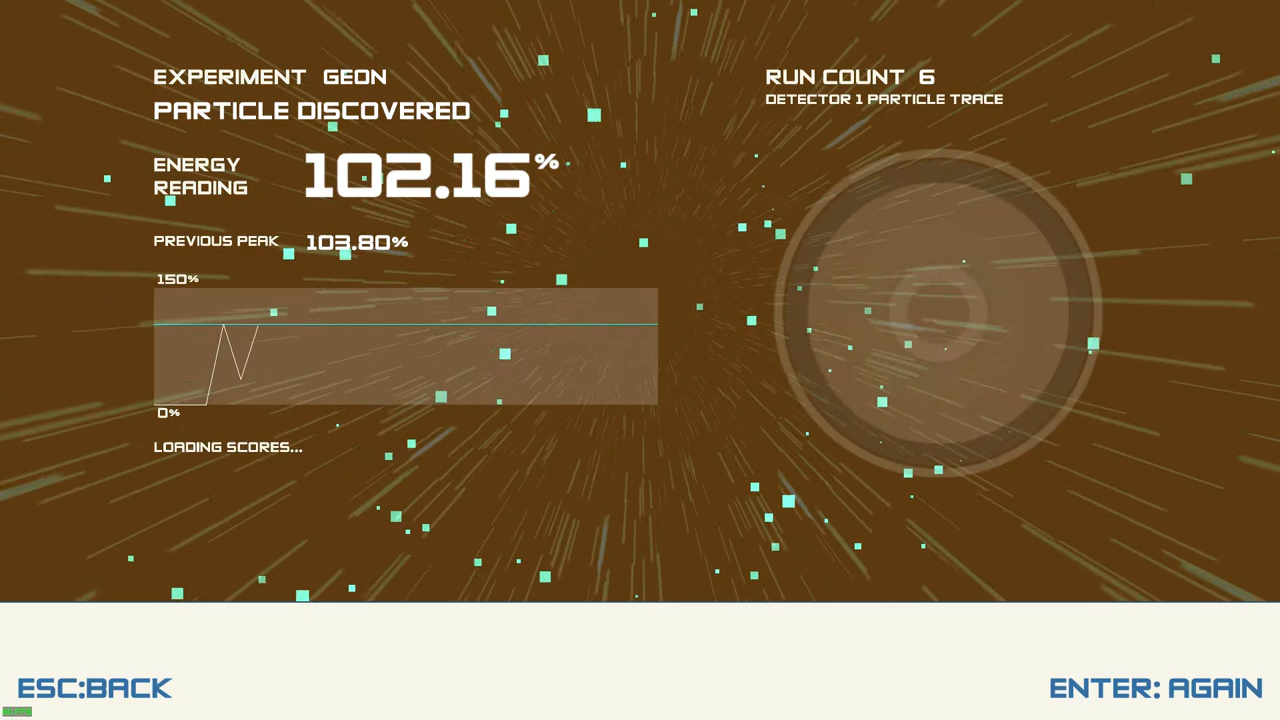 EXPERIMENT GEON
PARTICLE DISCOVERED
ENERGY READING 102.16%
PREVIOUS PEAK 103.80%
150%
0%
LOADING SCORES...
RUN COUNT 6
DETECTOR 1 PARTICLE TRACE
ESC:BACK
ENTER: AGAIN